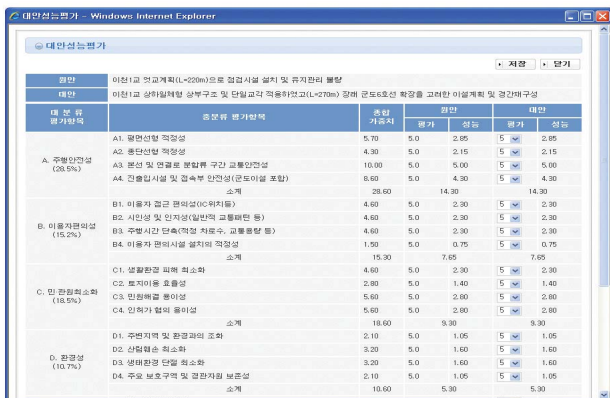 대안성능평가 - Windows Internet Explorer
대안성능평가
저장 닫기
원안 이천1교 엇교계획(L=220m)으로 점검시설 설치 및 유지관리 불량
대안 이천1교 상하일체형 상부구조 및 단일교각 적용하였고(L=270m) 장래 군도6호선 확장을 고려한 이설계획 및 경간재구성
대 분 류 평가항목 중분류 평가항목 종합 가중치 원안 대안
평가 성능 평가 성능
A. 주행안전성 (28.5%)
A1. 평면선형 적정성 5.70 5.0 2.85 5 2.85
A2. 종단선형 적정성 4.30 5.0 2.15 5 2.15
A3. 본선 및 연결로 분합류 구간 교통안전성 10.00 5.0 5.00 5 5.00
A4. 진출입시설 및 접속부 안전성(군도이설 포함) 8.60 5.0 4.30 5 4.30
소계 28.60 14.30 14.30
B. 이용자편의성 (15.2%)
B1. 이용자 접근 편의성(IC위치등) 4.60 5.0 2.30 5 2.30
B2. 시인성 및 인지성(일반적 교통패턴 등) 4.60 5.0 2.30 5 2.30
B3. 주행시간 단축(적정 차로수, 교통용량 등) 4.60 5.0 2.30 5 2.30
B4. 이용자 편의시설 설치의 적정성 1.50 5.0 0.75 5 0.75
소계 15.30 7.65 7.65
C. 민·관원최소화 (18.5%)
C1. 생활환경 피해 최소화 4.60 5.0 2.30 5 2.30
C2. 토지이용 효율성 2.80 5.0 1.40 5 1.40
C3. 민원해결 용이성 5.60 5.0 2.80 5 2.80
C4. 인허가 협의 용이성 5.60 5.0 2.80 5 2.80
소계 18.60 9.30 9.30
D. 환경성 (10.7%)
D1. 주변지역 및 환경과의 조화 2.10 5.0 1.05 5 1.05
D2. 산림훼손 최소화 3.20 5.0 1.60 5 1.60
D3. 생태환경 단절 최소화 3.20 5.0 1.60 5 1.60
D4. 주요 보호구역 및 경관자원 보존성 2.10 5.0 1.05 5 1.05
소계 10.60 5.30 5.30